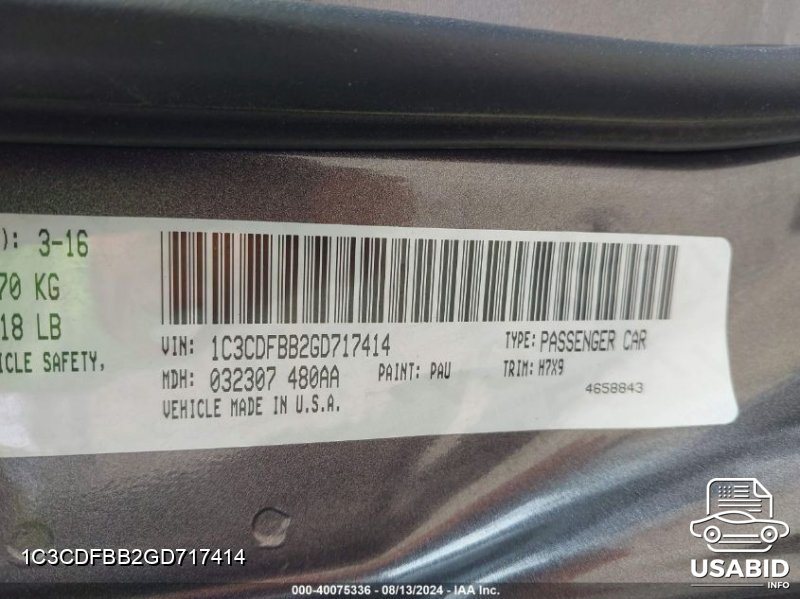 ): 3-16
70 KG
18 LB
ICLE SAFETY,
VIN: 1C3CDFBB2GD717414
TYPE: PASSENGER CAR
MDH: 032307 480AA
PAINT: PAU
TRIM: H7X9
VEHICLE MADE IN U.S.A.
4658843
1C3CDFBB2GD717414
000-40075336 - 08/13/2024 - IAA Inc.
USABID
INFO